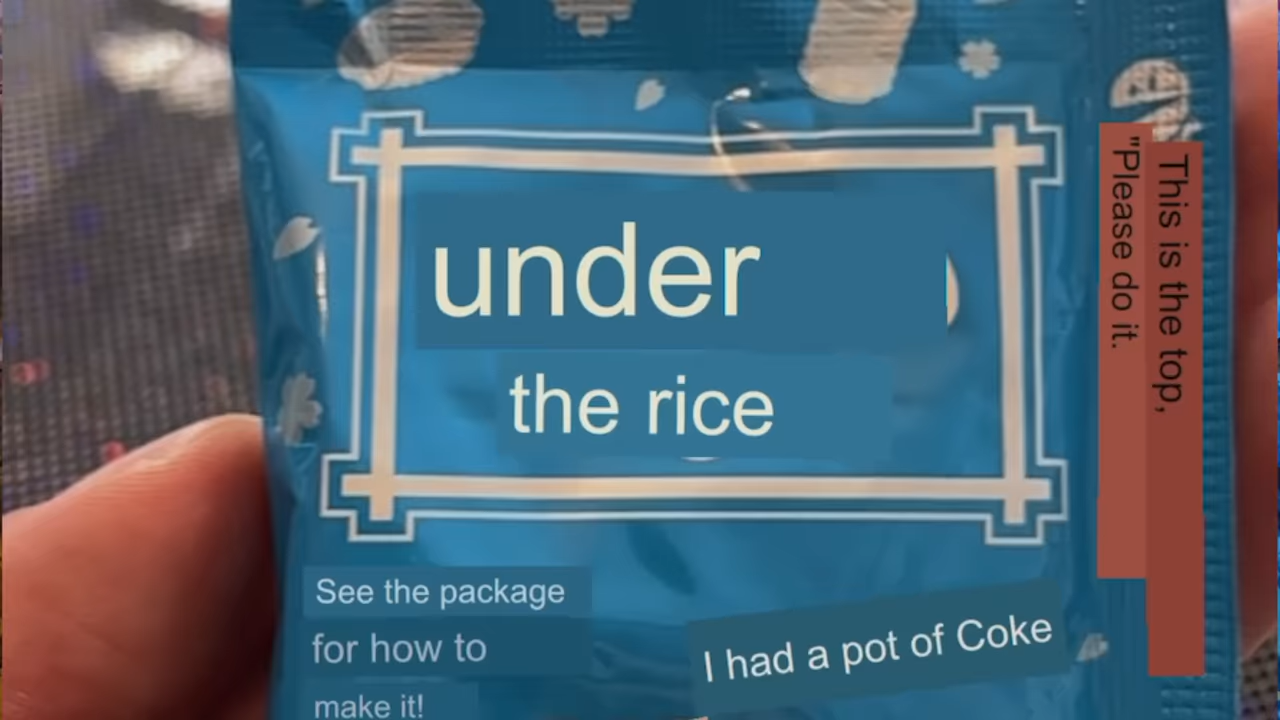 under
the rice
See the package
for how to
make it!
I had a pot of Coke
This is the top,
"Please do it.